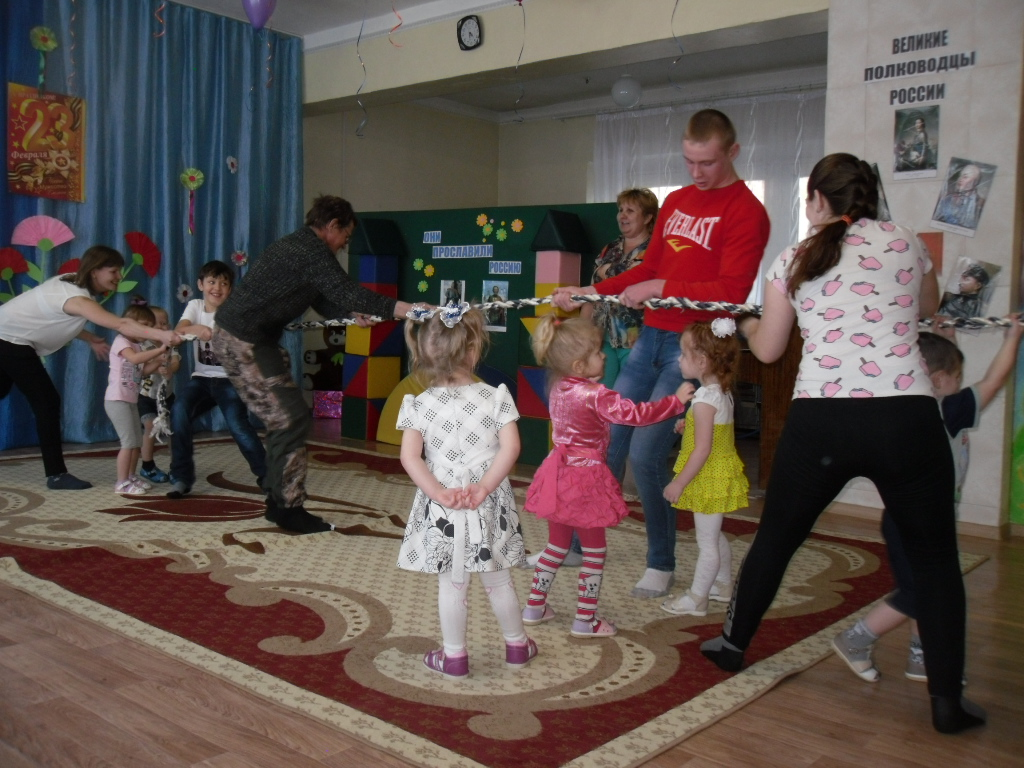 ВЕЛИКИЕ
ПОЛКОВОДЦЫ
РОССИИ
23
Февраля
ОНИ
ПРОСЛАВИЛИ
РОССИЮ
EVERLAST